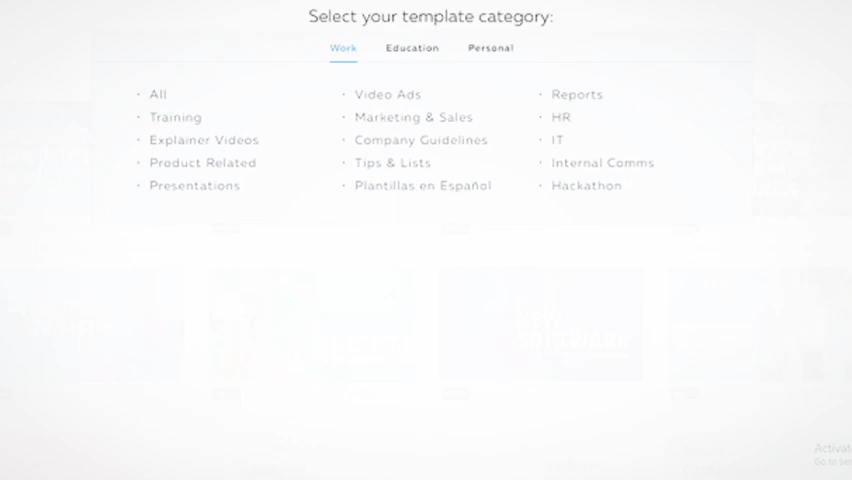 Select your template category:
Work Education Personal
· All
· Training
· Explainer Videos
· Product Related
· Presentations
· Video Ads
· Marketing & Sales
· Company Guidelines
· Tips & Lists
· Plantillas en Español
· Reports
· HR
· IT
· Internal Comms
· Hackathon